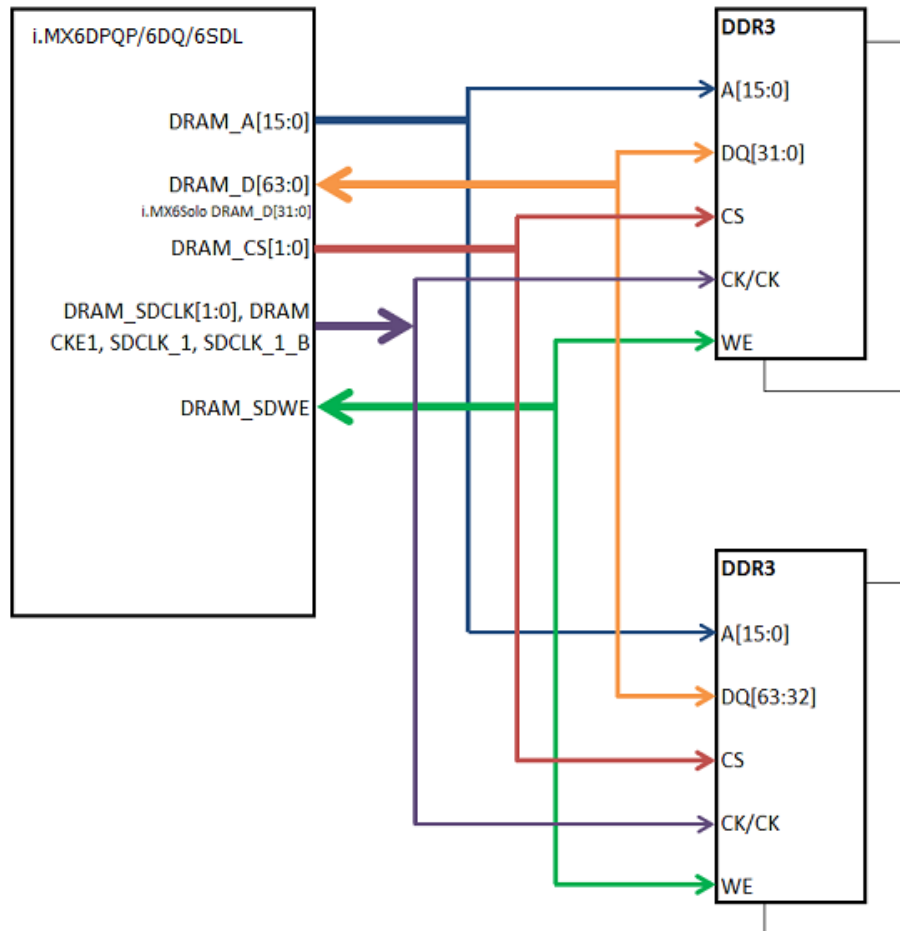 i.MX6DPQP/6DQ/6SDL
DRAM_A[15:0]
DRAM_D[63:0]
i.MX6Solo DRAM_D[31:0]
DRAM_CS[1:0]
DRAM_SDCLK[1:0], DRAM
CKE1, SDCLK_1, SDCLK_1_B
DRAM_SDWE
DDR3
A[15:0]
DQ[31:0]
CS
CK/CK
WE
DDR3
A[15:0]
DQ[63:32]
CS
CK/CK
WE